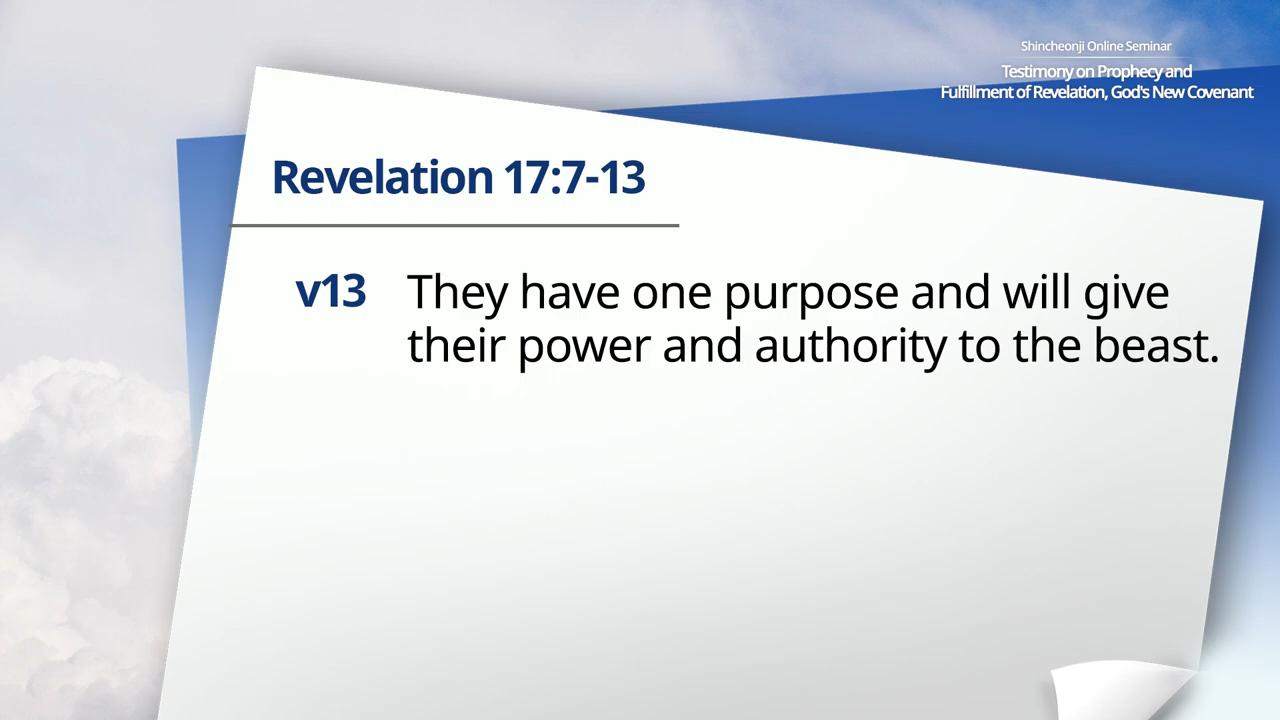 Shincheonji Online Seminar
Testimony on Prophecy and
Fulfillment of Revelation, God's New Covenant
Revelation 17:7-13
v13 They have one purpose and will give
their power and authority to the beast.